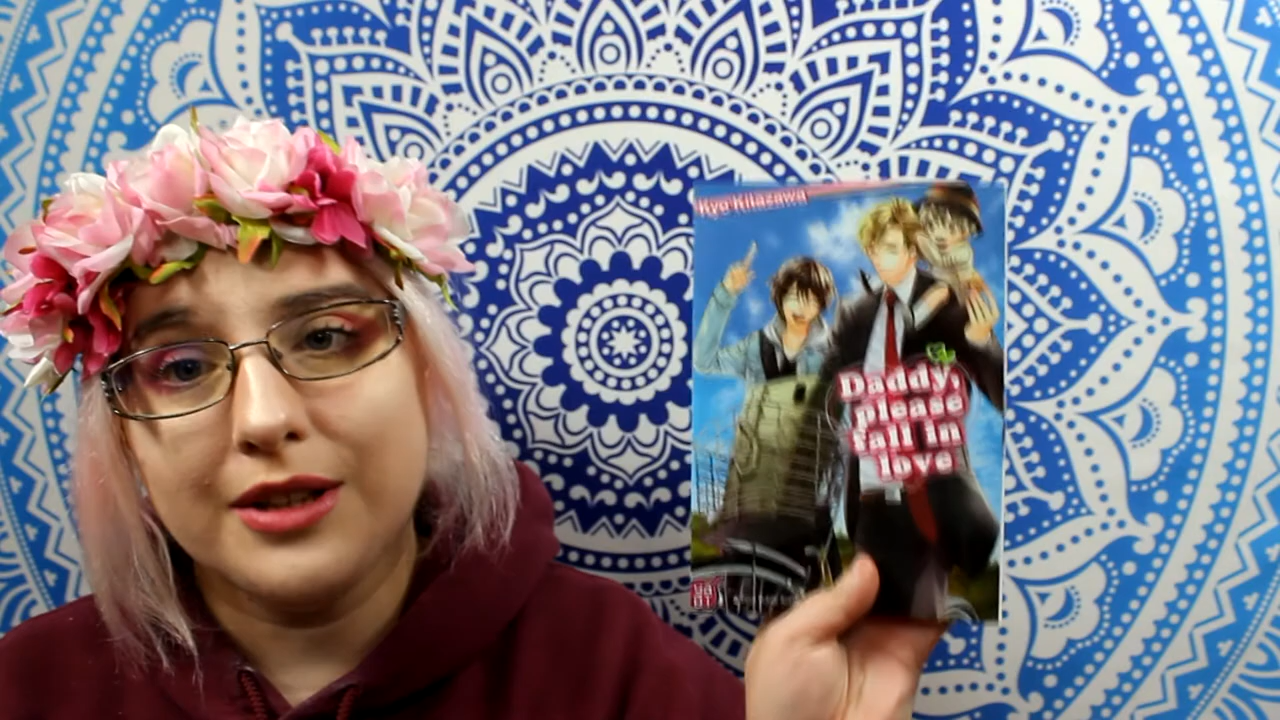 Kyo Kitazawa
Daddy,
please
fall in
love